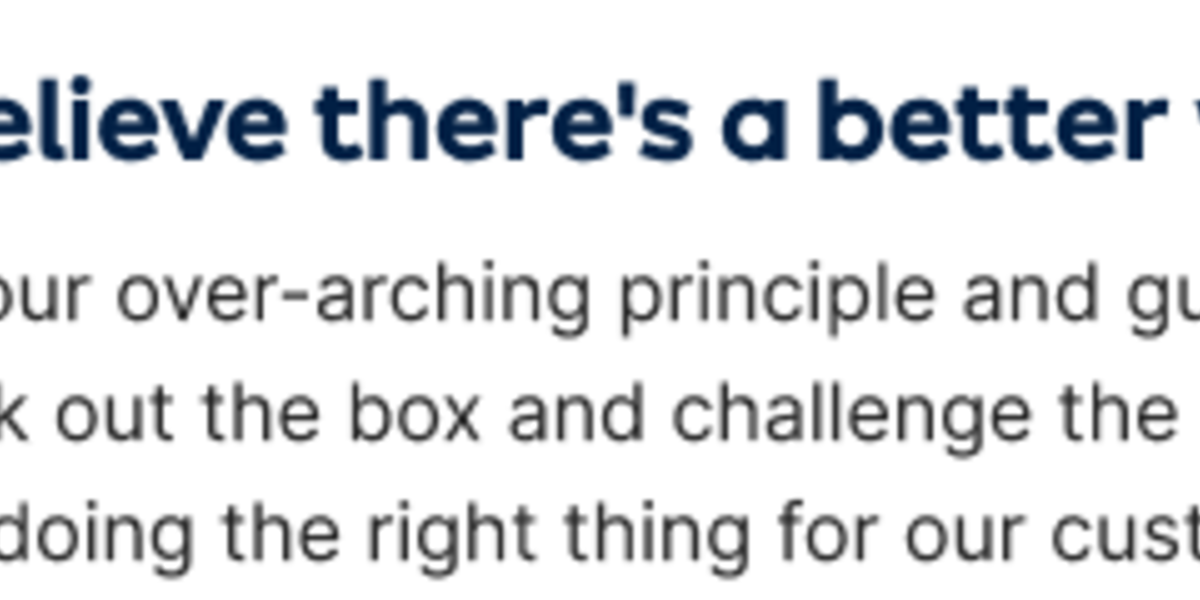 elieve there's a better
our over-arching principle and gu
k out the box and challenge the
doing the right thing for our cust